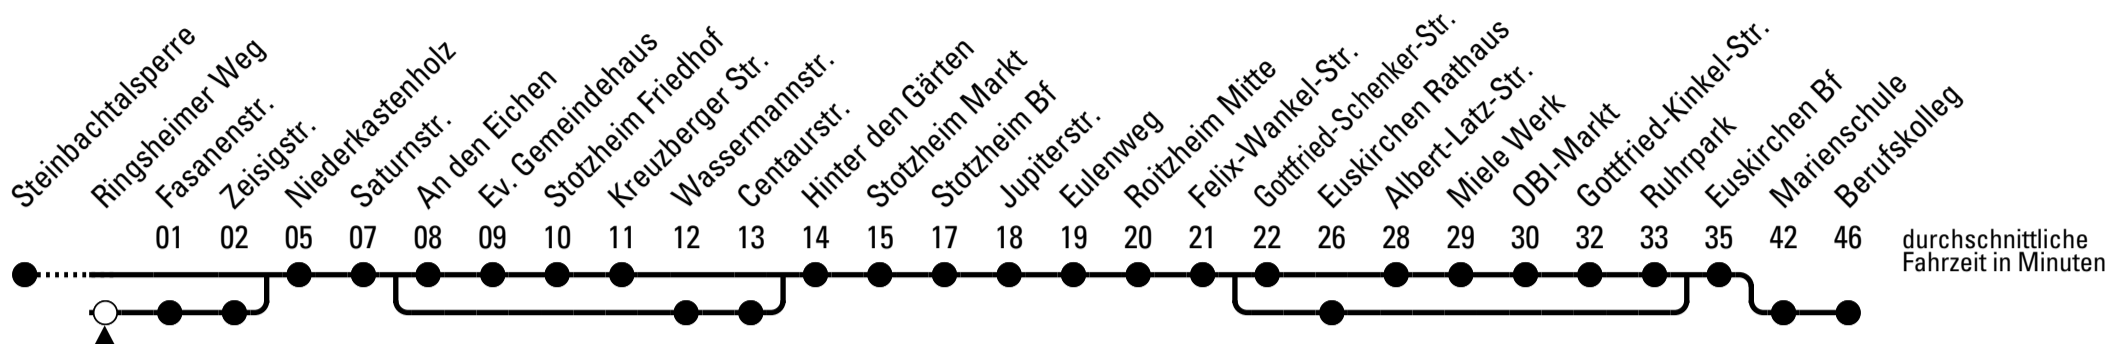 Steinbachtalsperre
Ringsheimer Weg
Fasanenstr.
Zeisigstr.
Niederkastenholz
Saturnstr.
An den Eichen
Ev. Gemeindehaus
Stotzheim Friedhof
Kreuzberger Str.
Wassermannstr.
Centaurstr.
Hinter den Gärten
Stotzheim Markt
Stotzheim Bf
Jupiterstr.
Eulenweg
Roitzheim Mitte
Felix-Wankel-Str.
Gottfried-Schenker-Str.
Euskirchen Rathaus
Albert-Latz-Str.
Miele Werk
OBI-Markt
Gottfried-Kinkel-Str.
Ruhrpark
Euskirchen Bf
Marienschule
Berufskolleg
01 02 05 07 08 09 10 11 12 13 14 15 17 18 19 20 21 22 26 28 29 30 32 33 35 42 46
durchschnittliche
Fahrzeit in Minuten